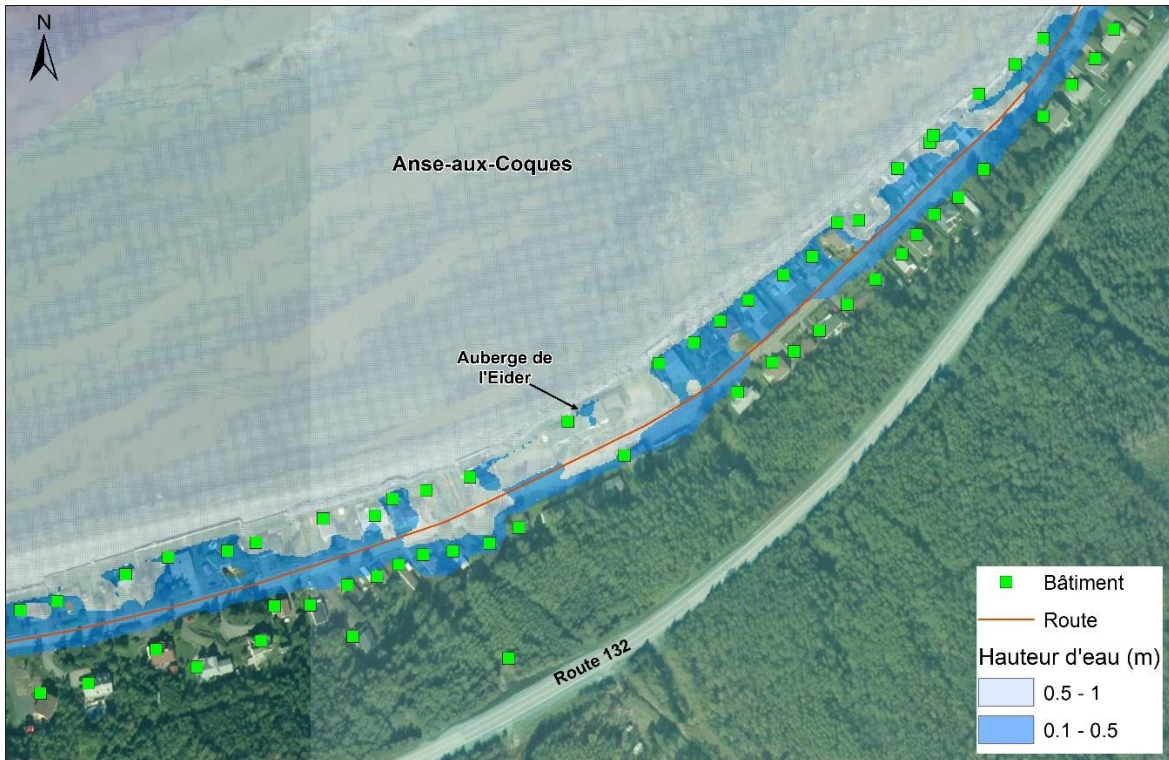 N
Anse-aux-Coques
Auberge de
l'Eider
Route 132
Bâtiment
Route
Hauteur d'eau (m)
0.5 - 1
0.1 - 0.5